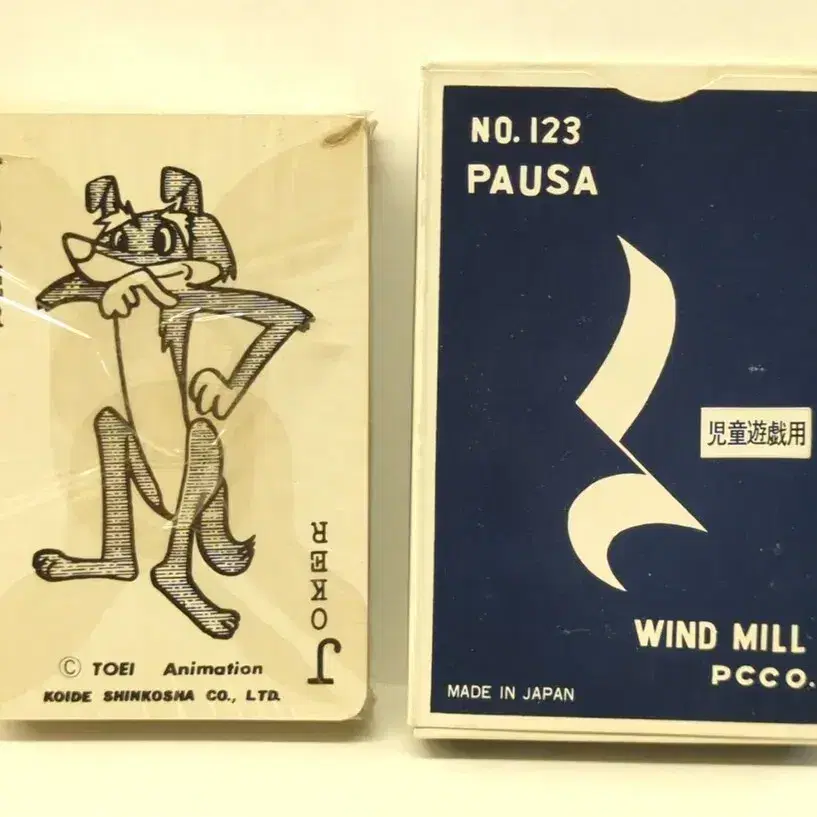 JOKER
© TOEI Animation
KOIDE SHINKOSHA CO., LTD.
NO. 123
PAUSA
児童遊戯用
WIND MILL
PCCO.
MADE IN JAPAN